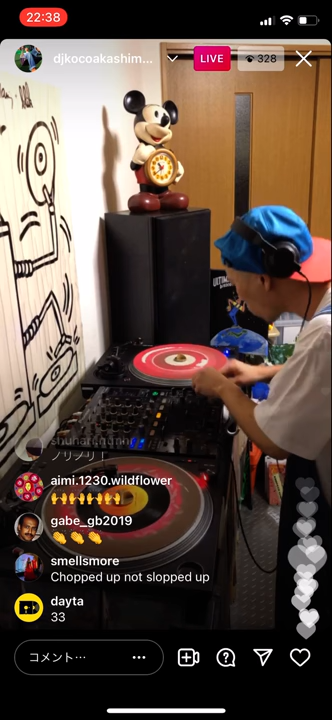 22:38
djkocoakashim...
LIVE
328
ノリノリ！
aimi.1230.wildflower
🙌🙌🙌🙌🙌🙌
gabe_gb2019
👏👏👏
smellsmore
Chopped up not slopped up
dayta
33
コメント…